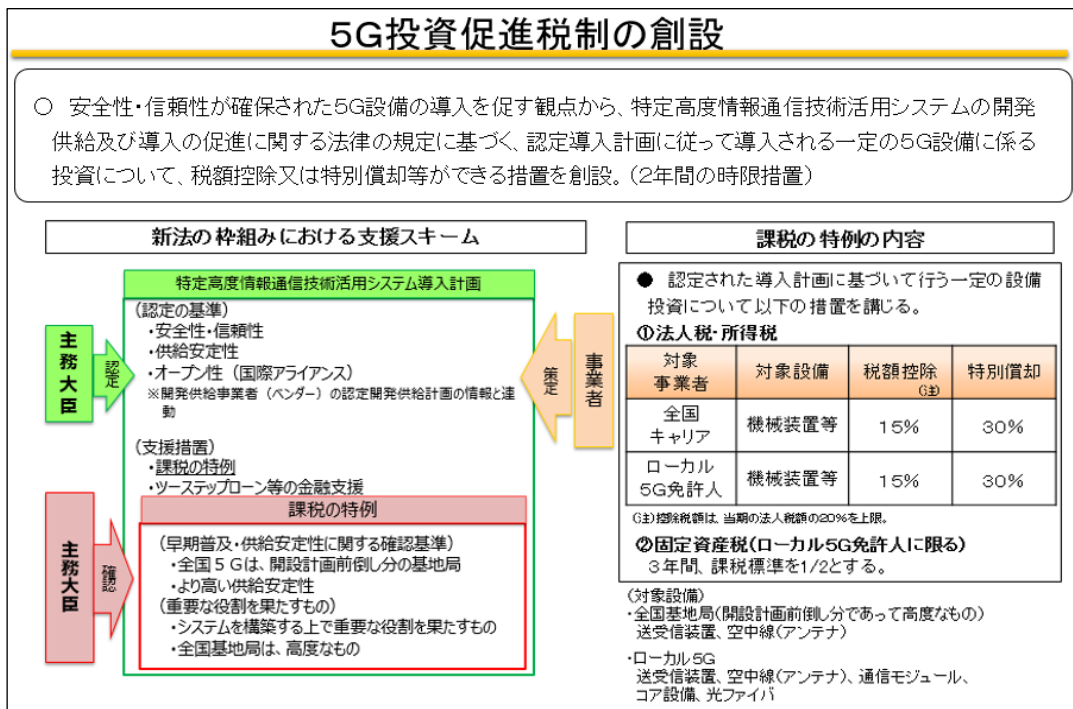 5G投資促進税制の創設
○ 安全性・信頼性が確保された5G設備の導入を促す観点から、特定高度情報通信技術活用システムの開発
供給及び導入の促進に関する法律の規定に基づく、認定導入計画に従って導入される一定の5G設備に係る
投資について、税額控除又は特別償却等ができる措置を創設。（2年間の時限措置）
新法の枠組みにおける支援スキーム
特定高度情報通信技術活用システム導入計画
(認定の基準)
・安全性・信頼性
・供給安定性
・オープン性（国際アライアンス）
※開発供給事業者（ベンダー）の認定開発供給計画の情報と連
動
(支援措置)
・課税の特例
・ツーステップローン等の金融支援
主務大臣
認定
策定
事業者
課税の特例
(早期普及・供給安定性に関する確認基準)
・全国5Gは、開設計画前倒し分の基地局
・より高い供給安定性
(重要な役割を果たすもの)
・システムを構築する上で重要な役割を果たすもの
・全国基地局は、高度なもの
主務大臣
確認
課税の特例の内容
● 認定された導入計画に基づいて行う一定の設備
投資について以下の措置を講じる。
①法人税・所得税
対象
事業者 対象設備 税額控除
(注) 特別償却
全国
キャリア 機械装置等 15% 30%
ローカル
5G免許人 機械装置等 15% 30%
(注)控除税額は、当期の法人税額の20%を上限。
②固定資産税(ローカル5G免許人に限る)
3年間、課税標準を1/2とする。
(対象設備)
・全国基地局(開設計画前倒し分であって高度なもの)
送受信装置、空中線(アンテナ)
・ローカル5G
送受信装置、空中線(アンテナ)、通信モジュール、
コア設備、光ファイバ